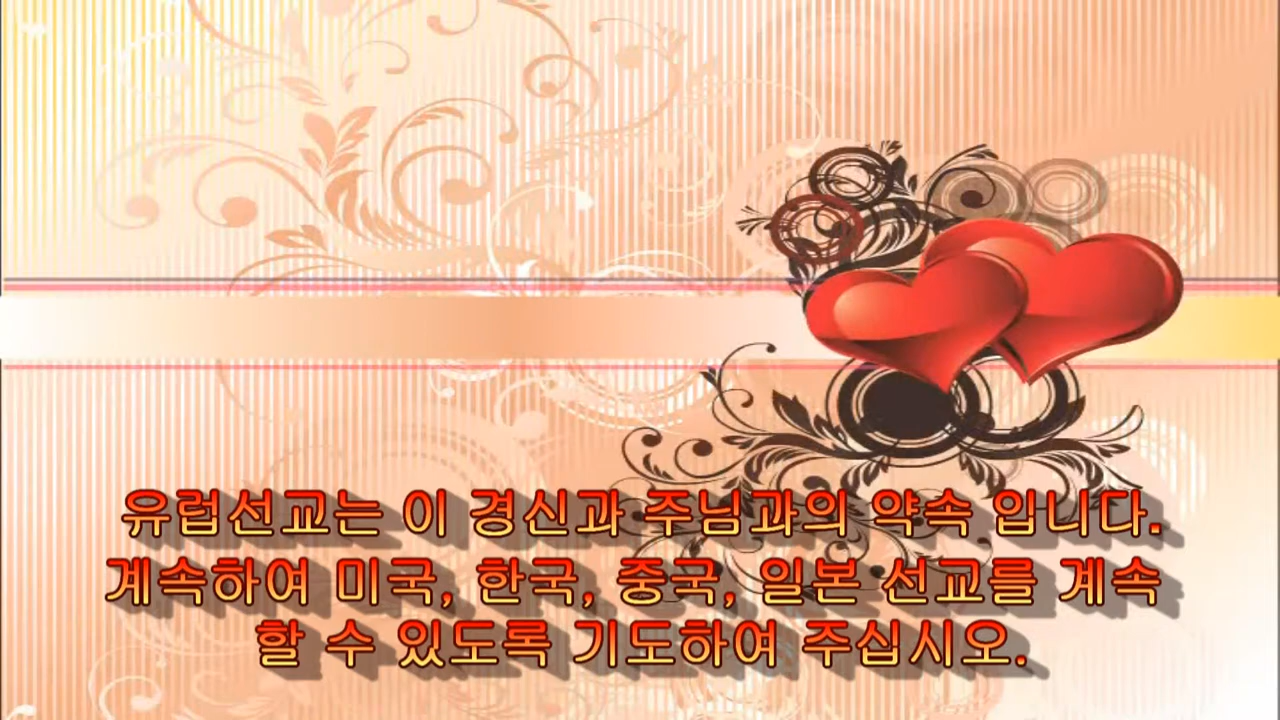 유럽선교는 이 경신과 주님과의 약속 입니다.
계속하여 미국, 한국, 중국, 일본 선교를 계속
할 수 있도록 기도하여 주십시오.